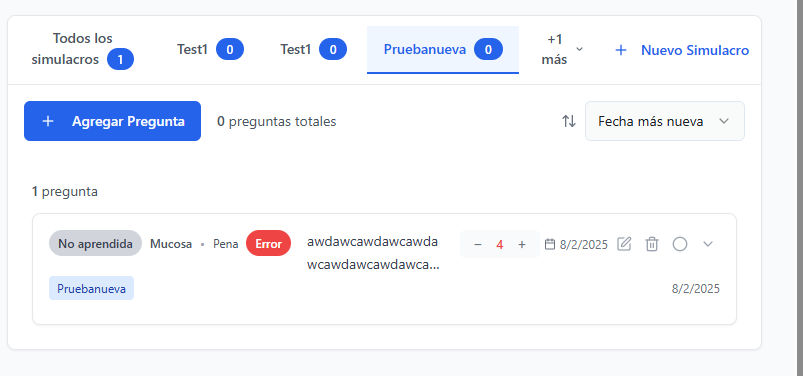 Todos los
simulacros 1
Test1 0
Test1 0
Pruebanueva 0
+1
más
+ Nuevo Simulacro
+ Agregar Pregunta
0 preguntas totales
Fecha más nueva
1 pregunta
No aprendida Mucosa • Pena Error
awdawcawdawcawda
wcawdawcawdawca...
− 4 +
8/2/2025
Pruebanueva
8/2/2025